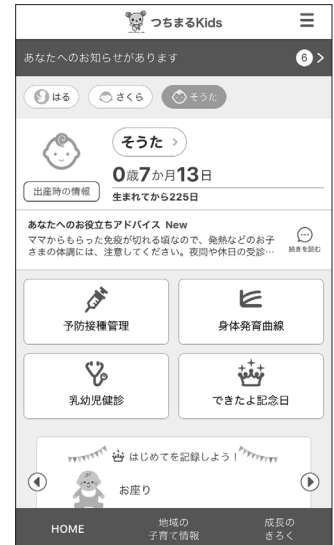 つちまるKids
あなたへのお知らせがあります
6
はる さくら そうた
そうた
0歳7か月13日
出産時の情報
生まれてから225日
あなたへのお役立ちアドバイス New
ママからもらった免疫が切れる頃なので、発熱などのお子
さまの体調には、注意してください。夜間や休日の受診…
続きを読む
予防接種管理
身体発育曲線
乳幼児健診
できたよ記念日
はじめてを記録しよう!
お座り
HOME
地域の
子育て情報
成長の
きろく